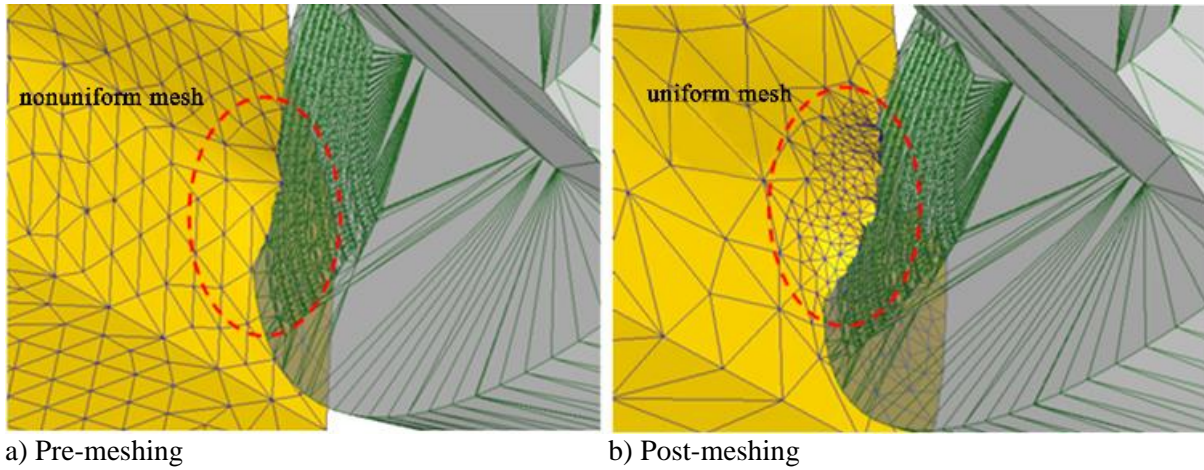 nonuniform mesh
uniform mesh
a) Pre-meshing
b) Post-meshing